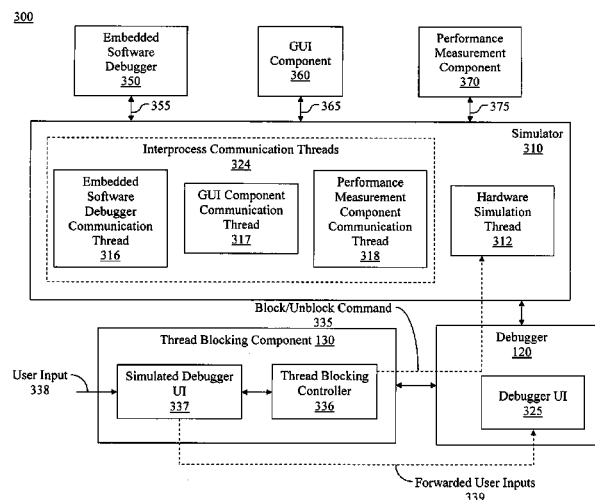 300
Embedded
Software
Debugger
350
GUI
Component
360
Performance
Measurement
Component
370
355
365
375
Simulator
310
Interprocess Communication Threads
324
Embedded
Software
Debugger
Communication
Thread
316
GUI Component
Communication
Thread
317
Performance
Measurement
Component
Communication
Thread
318
Hardware
Simulation
Thread
312
Block/Unblock Command
335
Thread Blocking Component 130
Debugger
120
User Input
338
Simulated Debugger
UI
337
Thread Blocking
Controller
336
Debugger UI
325
Forwarded User Inputs
339